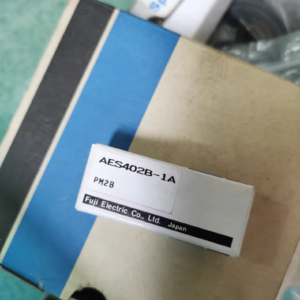 AES402B-1A
PM2B
Fuji Electric Co., Ltd. Japan